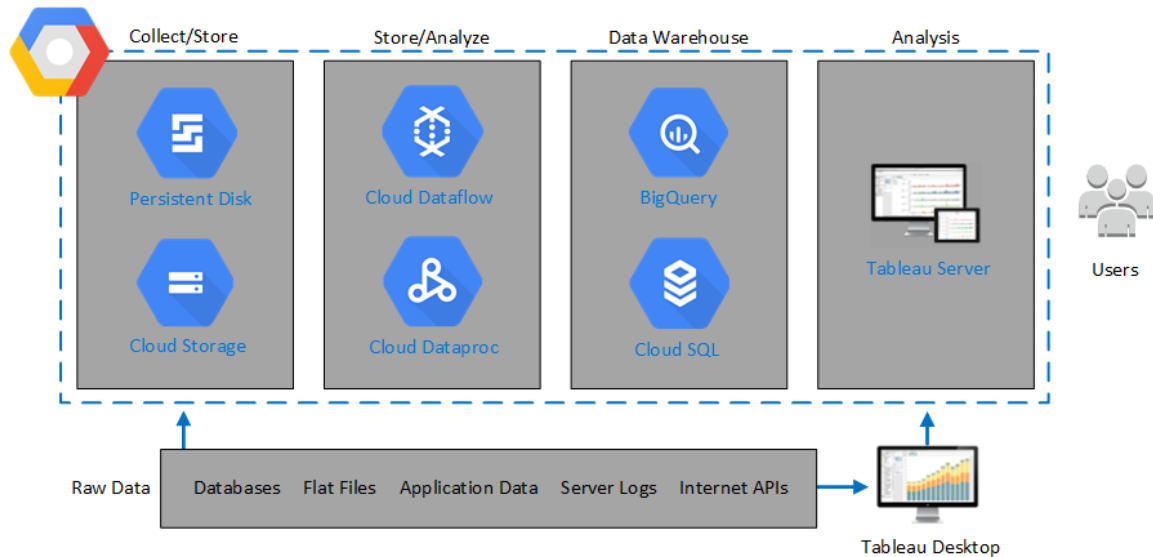 Collect/Store
Store/Analyze
Data Warehouse
Analysis
Persistent Disk
Cloud Dataflow
BigQuery
Tableau Server
Users
Cloud Storage
Cloud Dataproc
Cloud SQL
Raw Data
Databases
Flat Files
Application Data
Server Logs
Internet APIs
Tableau Desktop